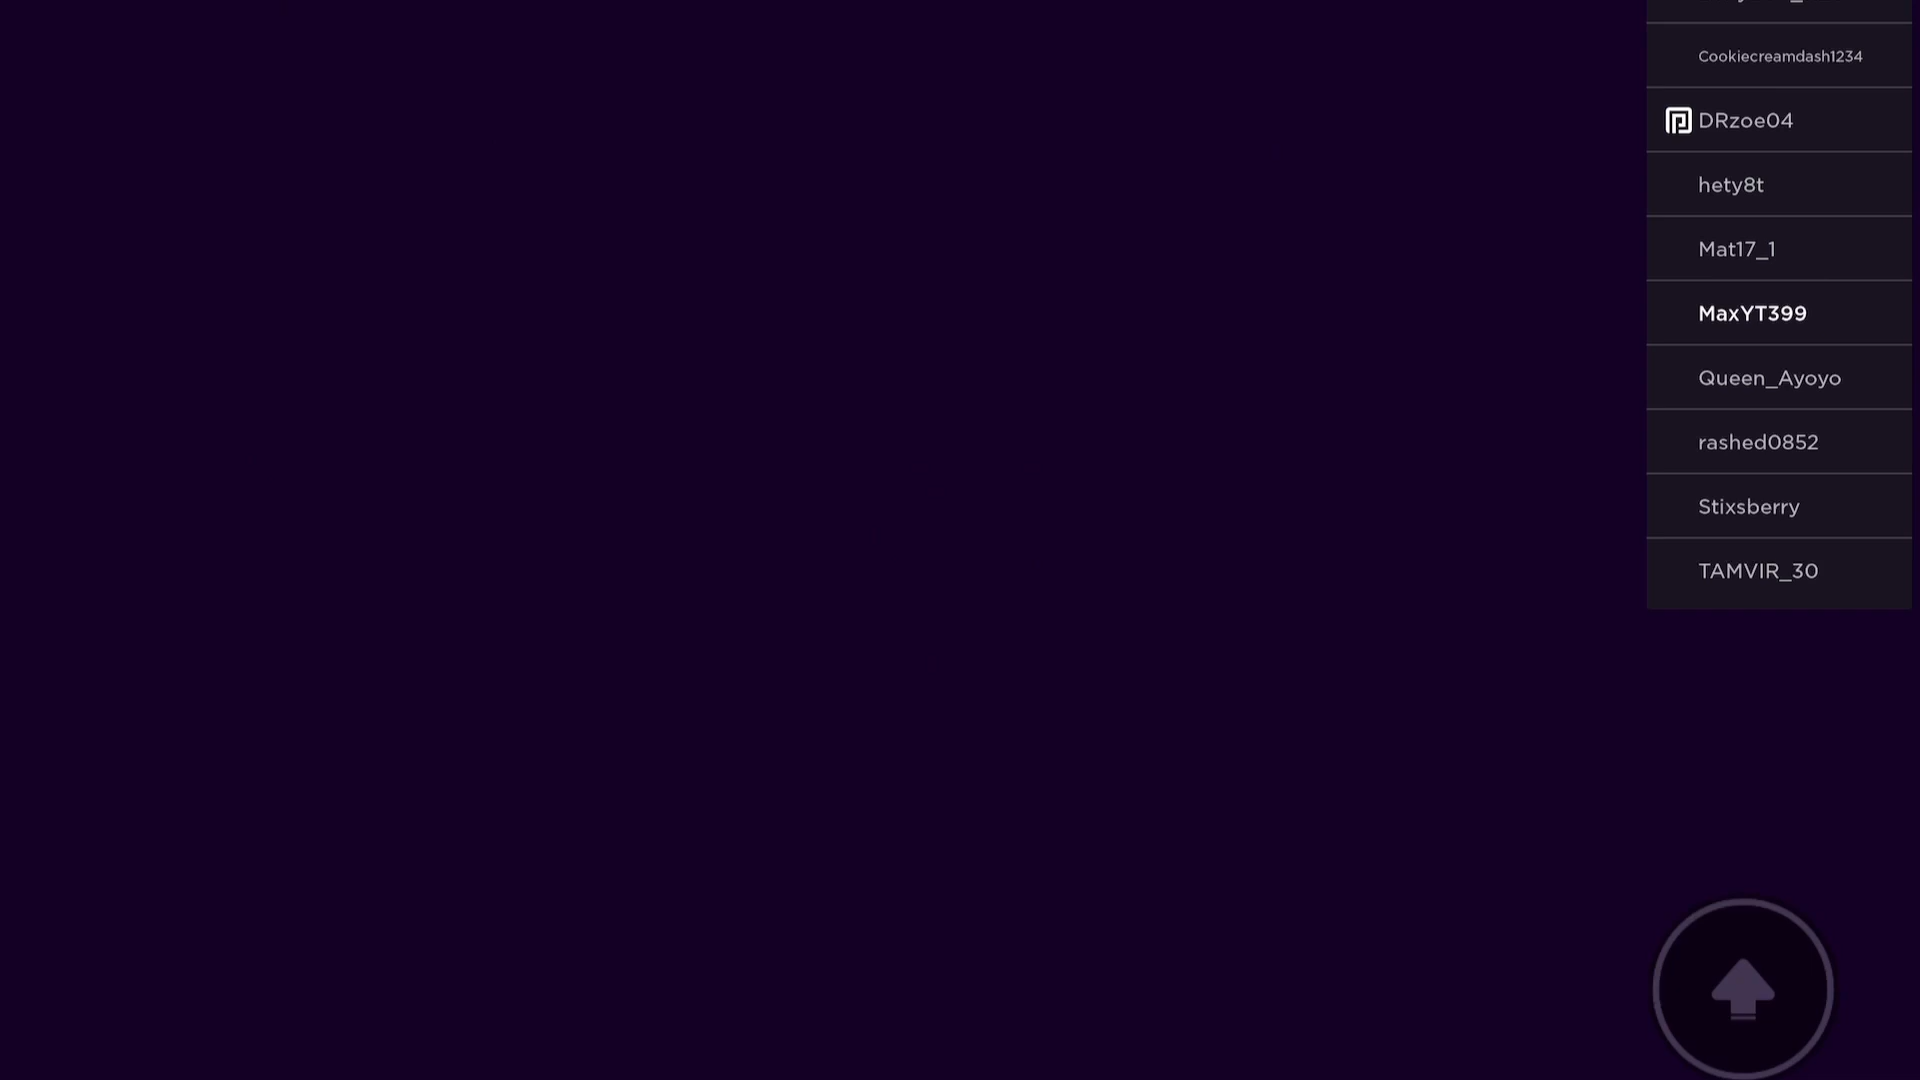 Cookiecreamdash1234
DRzoe04
hety8t
Mat17_1
MaxYT399
Queen_Ayoyo
rashed0852
Stixsberry
TAMVIR_30